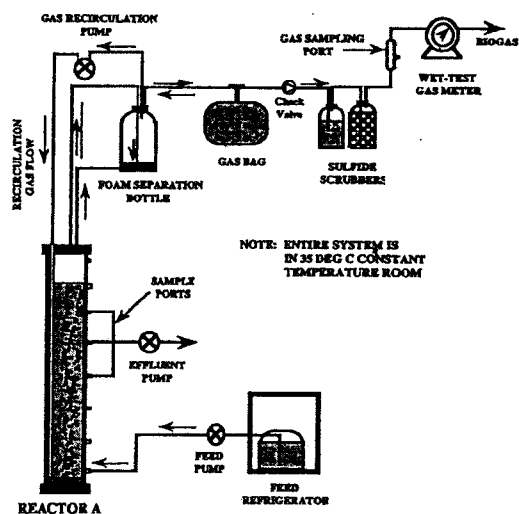 GAS RECIRCULATION
PUMP
GAS SAMPLING
PORT
BIOGAS
WET-TEST
GAS METER
Check
Valve
RECIRCULATION
GAS FLOW
GAS BAG
SULFIDE
SCRUBBERS
FOAM SEPARATION
BOTTLE
NOTE: ENTIRE SYSTEM IS
IN 35 DEG C CONSTANT
TEMPERATURE ROOM
SAMPLE
PORTS
EFFLUENT
PUMP
FEED
PUMP
FEED
REFRIGERATOR
REACTOR A